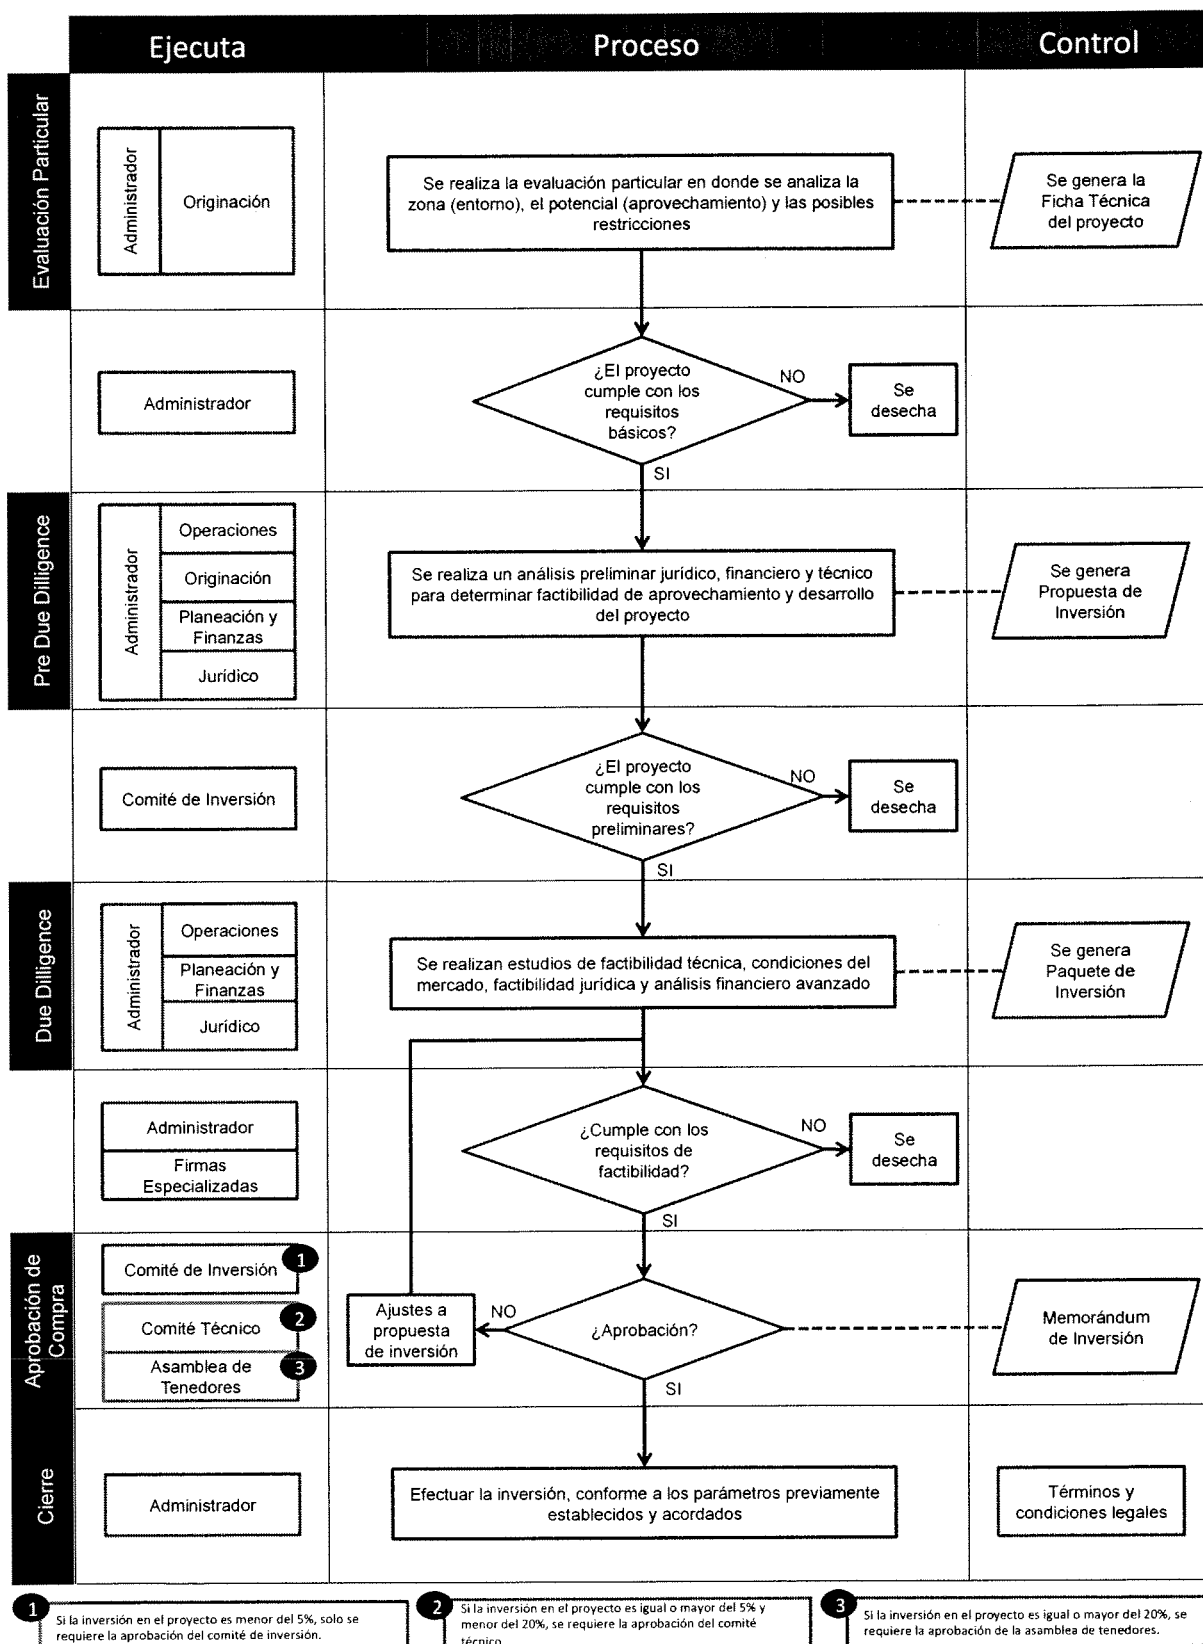 Ejecuta
Proceso
Control
Evaluación Particular
Administrador
Originación
Se realiza la evaluación particular en donde se analiza la
zona (entorno), el potencial (aprovechamiento) y las posibles
restricciones
Se genera la
Ficha Técnica
del proyecto
Administrador
¿El proyecto
cumple con los
requisitos
básicos?
NO
Se
desecha
SI
Pre Due Dilligence
Administrador
Operaciones
Originación
Planeación y
Finanzas
Jurídico
Se realiza un análisis preliminar jurídico, financiero y técnico
para determinar factibilidad de aprovechamiento y desarrollo
del proyecto
Se genera
Propuesta de
Inversión
Comité de Inversión
¿El proyecto
cumple con los
requisitos
preliminares?
NO
Se
desecha
SI
Due Dilligence
Administrador
Operaciones
Planeación y
Finanzas
Jurídico
Se realizan estudios de factibilidad técnica, condiciones del
mercado, factibilidad jurídica y análisis financiero avanzado
Se genera
Paquete de
Inversión
Administrador
Firmas
Especializadas
¿Cumple con los
requisitos de
factibilidad?
NO
Se
desecha
SI
Aprobación de
Compra
Comité de Inversión
1
Comité Técnico
2
Asamblea de
Tenedores
3
Ajustes a
propuesta
de inversión
NO
¿Aprobación?
Memorándum
de Inversión
SI
Cierre
Administrador
Efectuar la inversión, conforme a los parámetros previamente
establecidos y acordados
Términos y
condiciones legales
1
Si la inversión en el proyecto es menor del 5%, solo se
requiere la aprobación del comité de inversión.
2
Si la inversión en el proyecto es igual o mayor del 5% y
menor del 20%, se requiere la aprobación del comité
técnico
3
Si la inversión en el proyecto es igual o mayor del 20%, se
requiere la aprobación de la asamblea de tenedores.